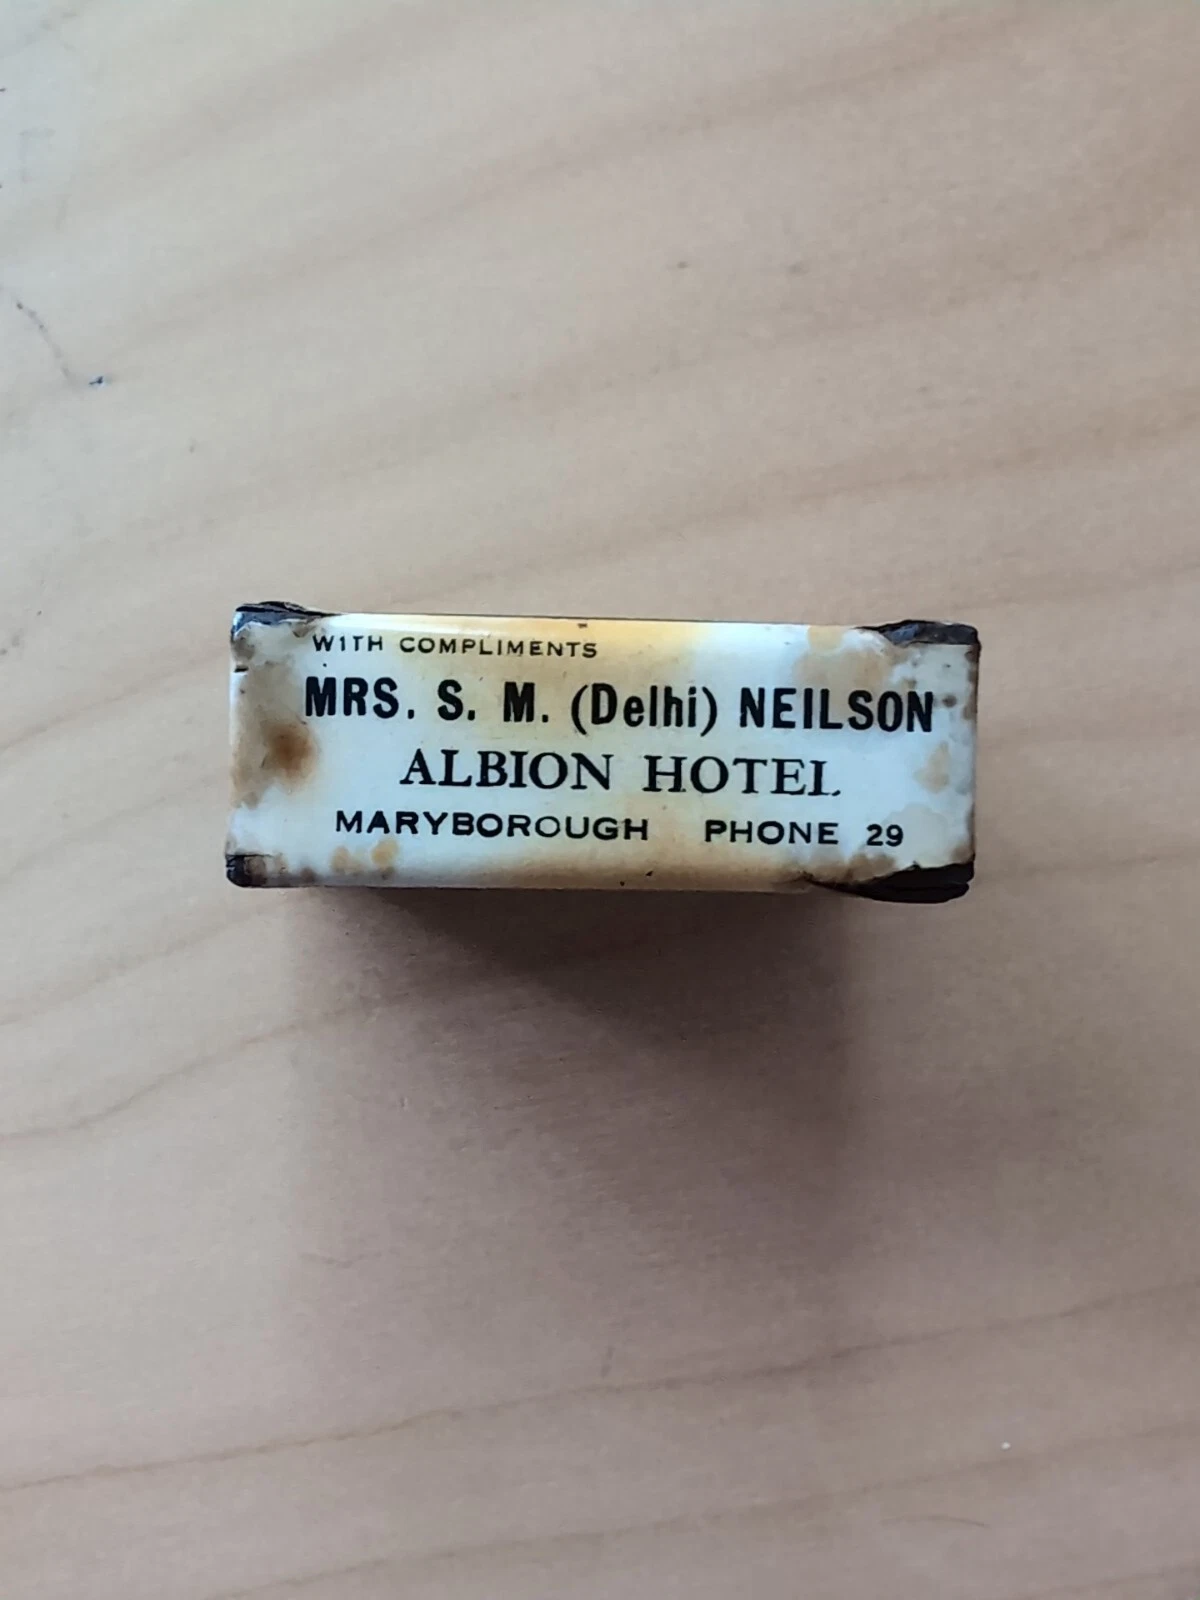 WITH COMPLIMENTS
MRS. S. M. (Delhi) NEILSON
ALBION HOTEL
MARYBOROUGH PHONE 29